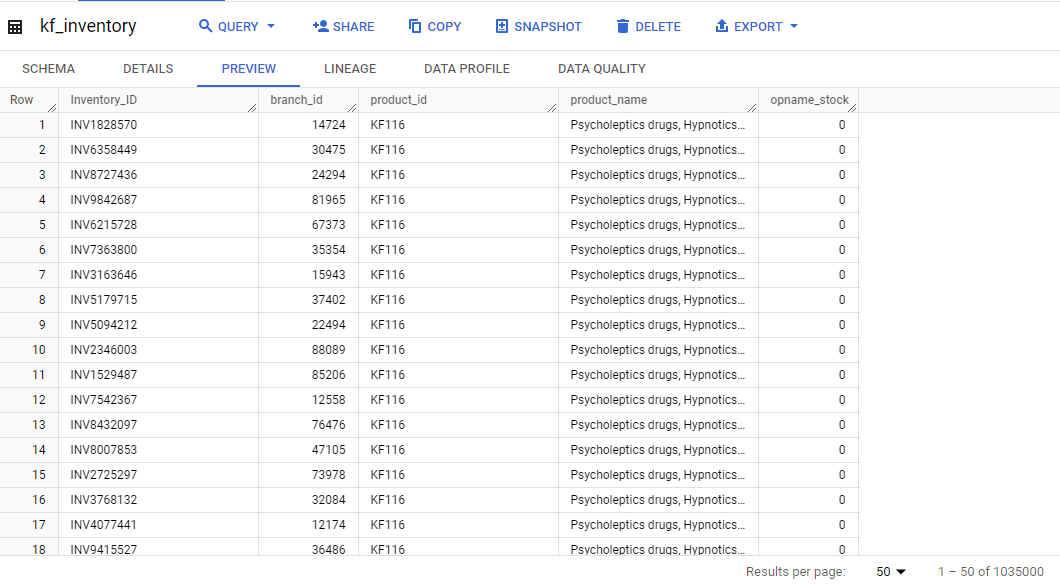 kf_inventory QUERY SHARE COPY SNAPSHOT DELETE EXPORT
SCHEMA DETAILS PREVIEW LINEAGE DATA PROFILE DATA QUALITY
Row Inventory_ID branch_id product_id product_name opname_stock
1 INV1828570 14724 KF116 Psycholeptics drugs, Hypnotics... 0
2 INV6358449 30475 KF116 Psycholeptics drugs, Hypnotics... 0
3 INV8727436 24294 KF116 Psycholeptics drugs, Hypnotics... 0
4 INV9842687 81965 KF116 Psycholeptics drugs, Hypnotics... 0
5 INV6215728 67373 KF116 Psycholeptics drugs, Hypnotics... 0
6 INV7363800 35354 KF116 Psycholeptics drugs, Hypnotics... 0
7 INV3163646 15943 KF116 Psycholeptics drugs, Hypnotics... 0
8 INV5179715 37402 KF116 Psycholeptics drugs, Hypnotics... 0
9 INV5094212 22494 KF116 Psycholeptics drugs, Hypnotics... 0
10 INV2346003 88089 KF116 Psycholeptics drugs, Hypnotics... 0
11 INV1529487 85206 KF116 Psycholeptics drugs, Hypnotics... 0
12 INV7542367 12558 KF116 Psycholeptics drugs, Hypnotics... 0
13 INV8432097 76476 KF116 Psycholeptics drugs, Hypnotics... 0
14 INV8007853 47105 KF116 Psycholeptics drugs, Hypnotics... 0
15 INV2725297 73978 KF116 Psycholeptics drugs, Hypnotics... 0
16 INV3768132 32084 KF116 Psycholeptics drugs, Hypnotics... 0
17 INV4077441 12174 KF116 Psycholeptics drugs, Hypnotics... 0
18 INV9415527 36486 KF116 Psycholeptics drugs, Hypnotics... 0
Results per page: 50 1 – 50 of 1035000